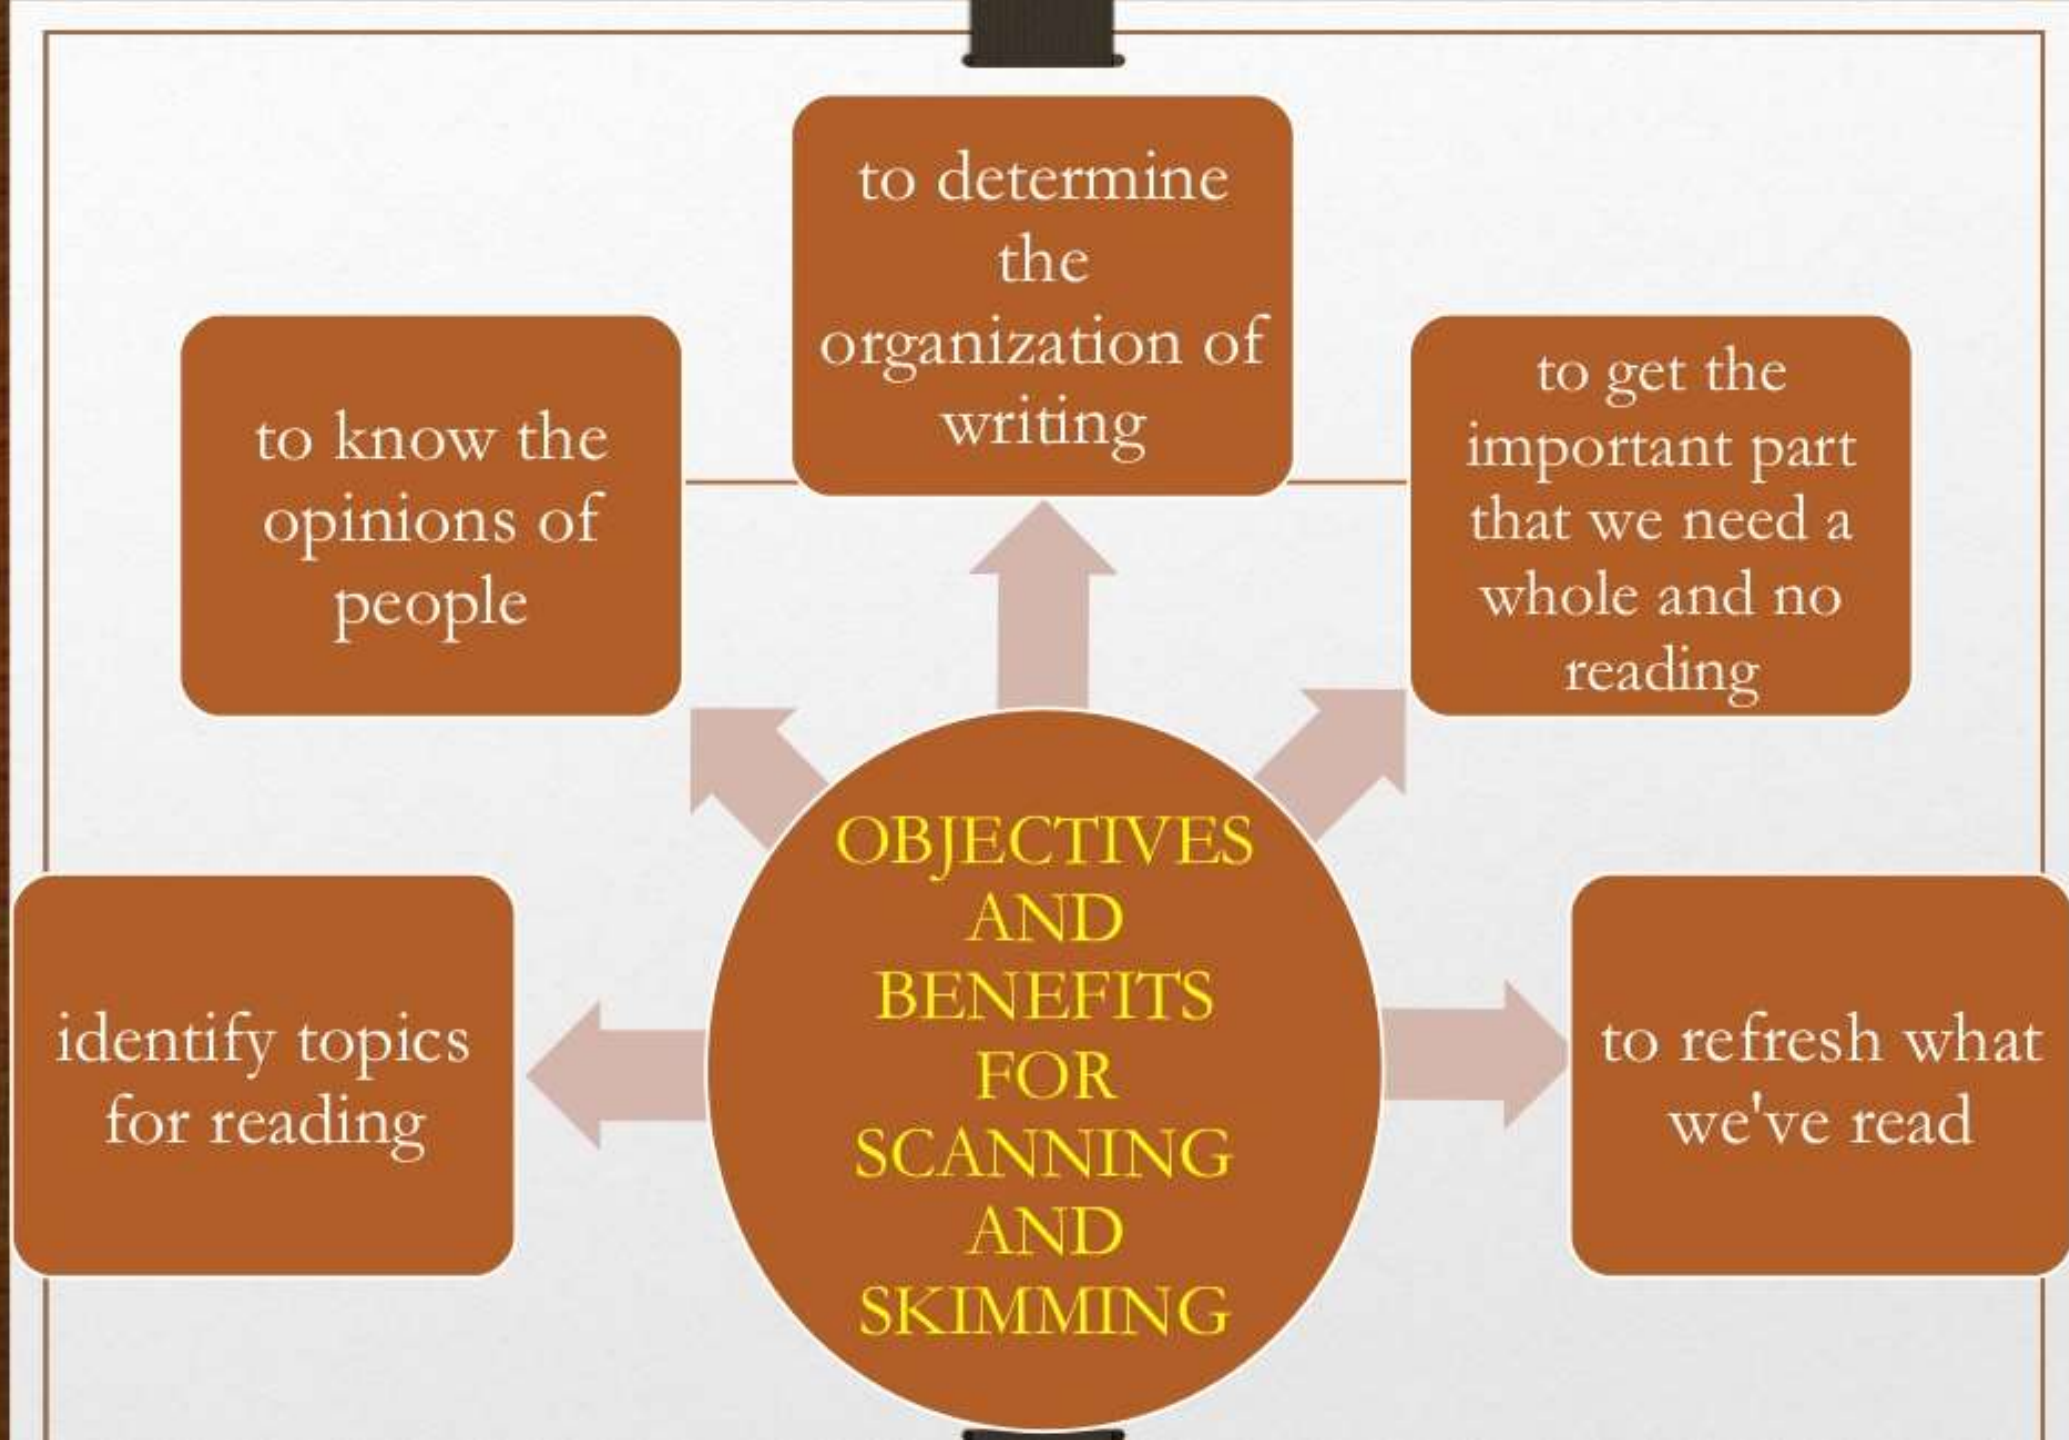 to determine
the
organization of
writing
to know the
opinions of
people
to get the
important part
that we need a
whole and no
reading
identify topics
for reading
OBJECTIVES
AND
BENEFITS
FOR
SCANNING
AND
SKIMMING
to refresh what
we've read